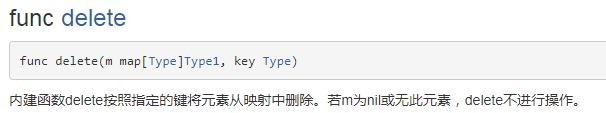 func delete
func delete(m map[Type]Type1, key Type)
内建函数delete按照指定的键将元素从映射中删除。若m为nil或无此元素，delete不进行操作。